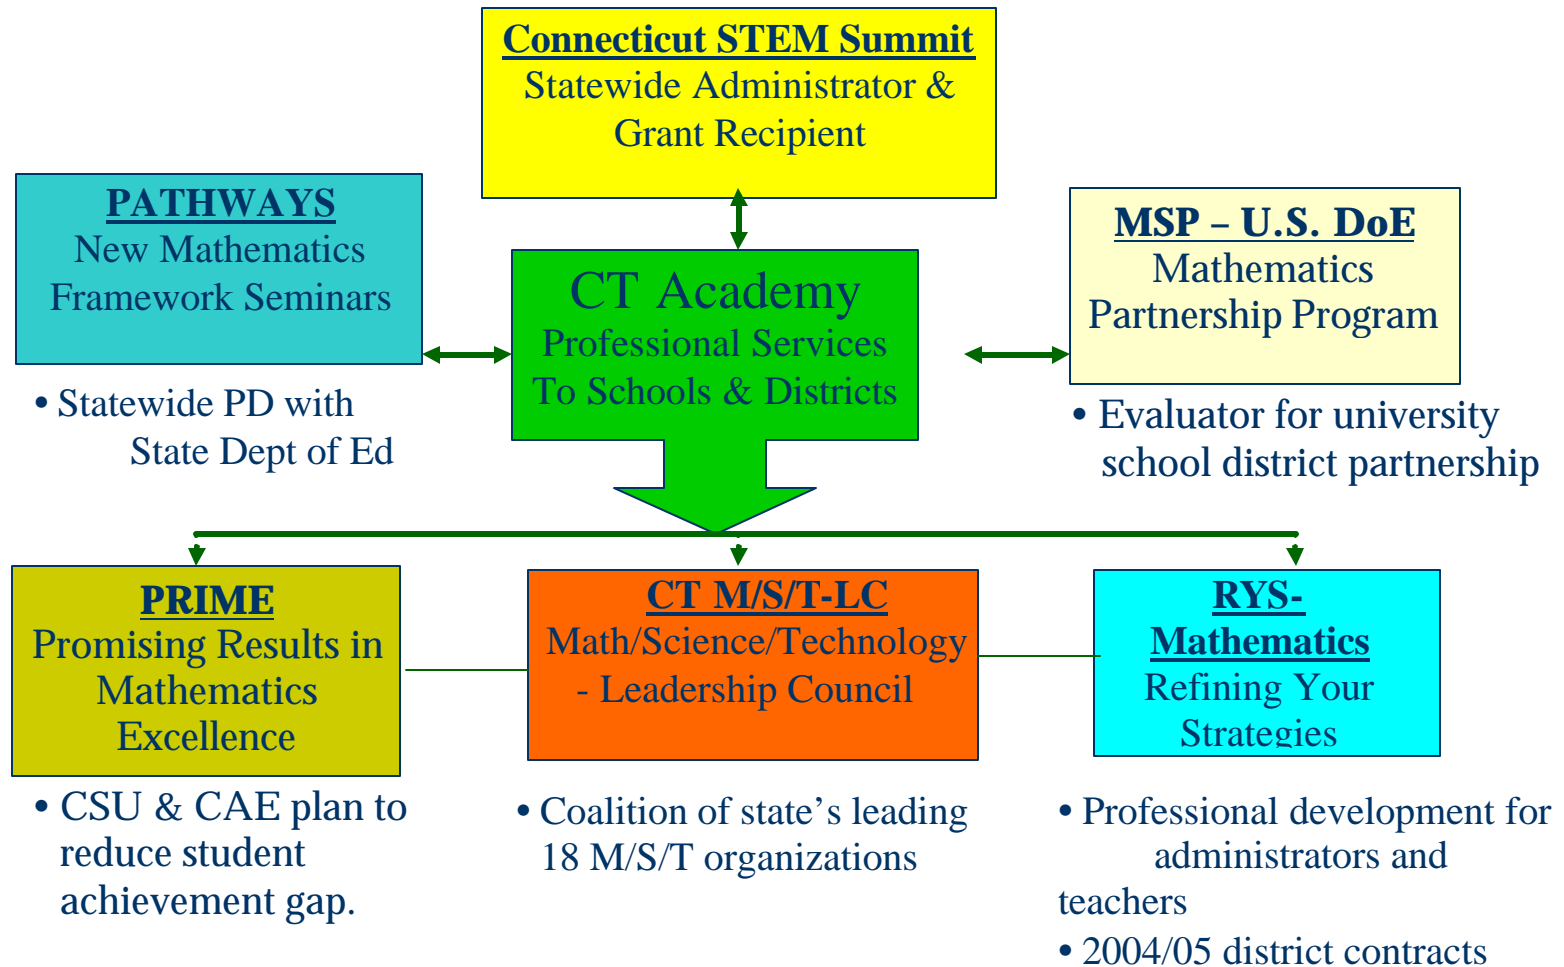 Connecticut STEM Summit
Statewide Administrator &
Grant Recipient
PATHWAYS
New Mathematics
Framework Seminars
• Statewide PD with
State Dept of Ed
CT Academy
Professional Services
To Schools & Districts
MSP – U.S. DoE
Mathematics
Partnership Program
• Evaluator for university
school district partnership
PRIME
Promising Results in
Mathematics
Excellence
• CSU & CAE plan to
reduce student
achievement gap.
CT M/S/T-LC
Math/Science/Technology
- Leadership Council
• Coalition of state’s leading
18 M/S/T organizations
RYS-
Mathematics
Refining Your
Strategies
• Professional development for
administrators and
teachers
• 2004/05 district contracts